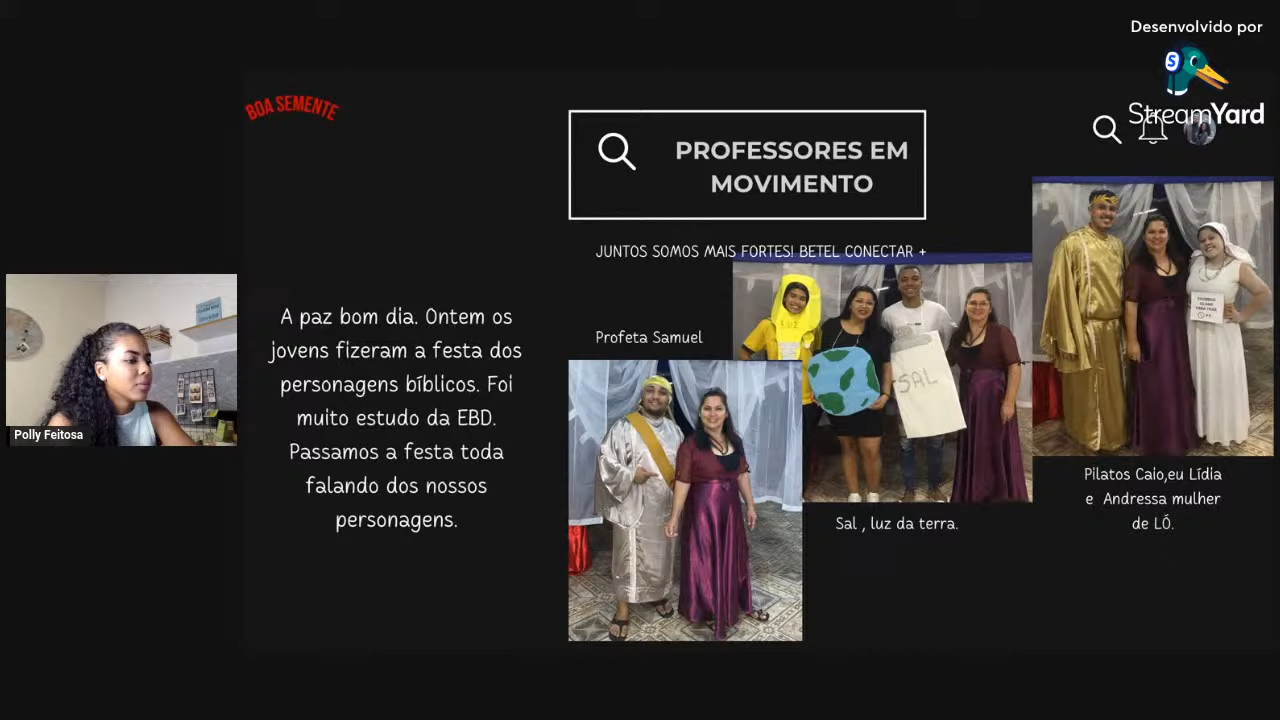 Desenvolvido por
StreamYard
BOA SEMENTE
PROFESSORES EM
MOVIMENTO
JUNTOS SOMOS MAIS FORTES! BETEL CONECTAR +
A paz bom dia. Ontem os
jovens fizeram a festa dos
personagens bíblicos. Foi
muito estudo da EBD.
Passamos a festa toda
falando dos nossos
personagens.
Polly Feitosa
Profeta Samuel
LUZ
SAL
Sal , luz da terra.
Pilatos Caio,eu Lídia
e Andressa mulher
de LÓ.